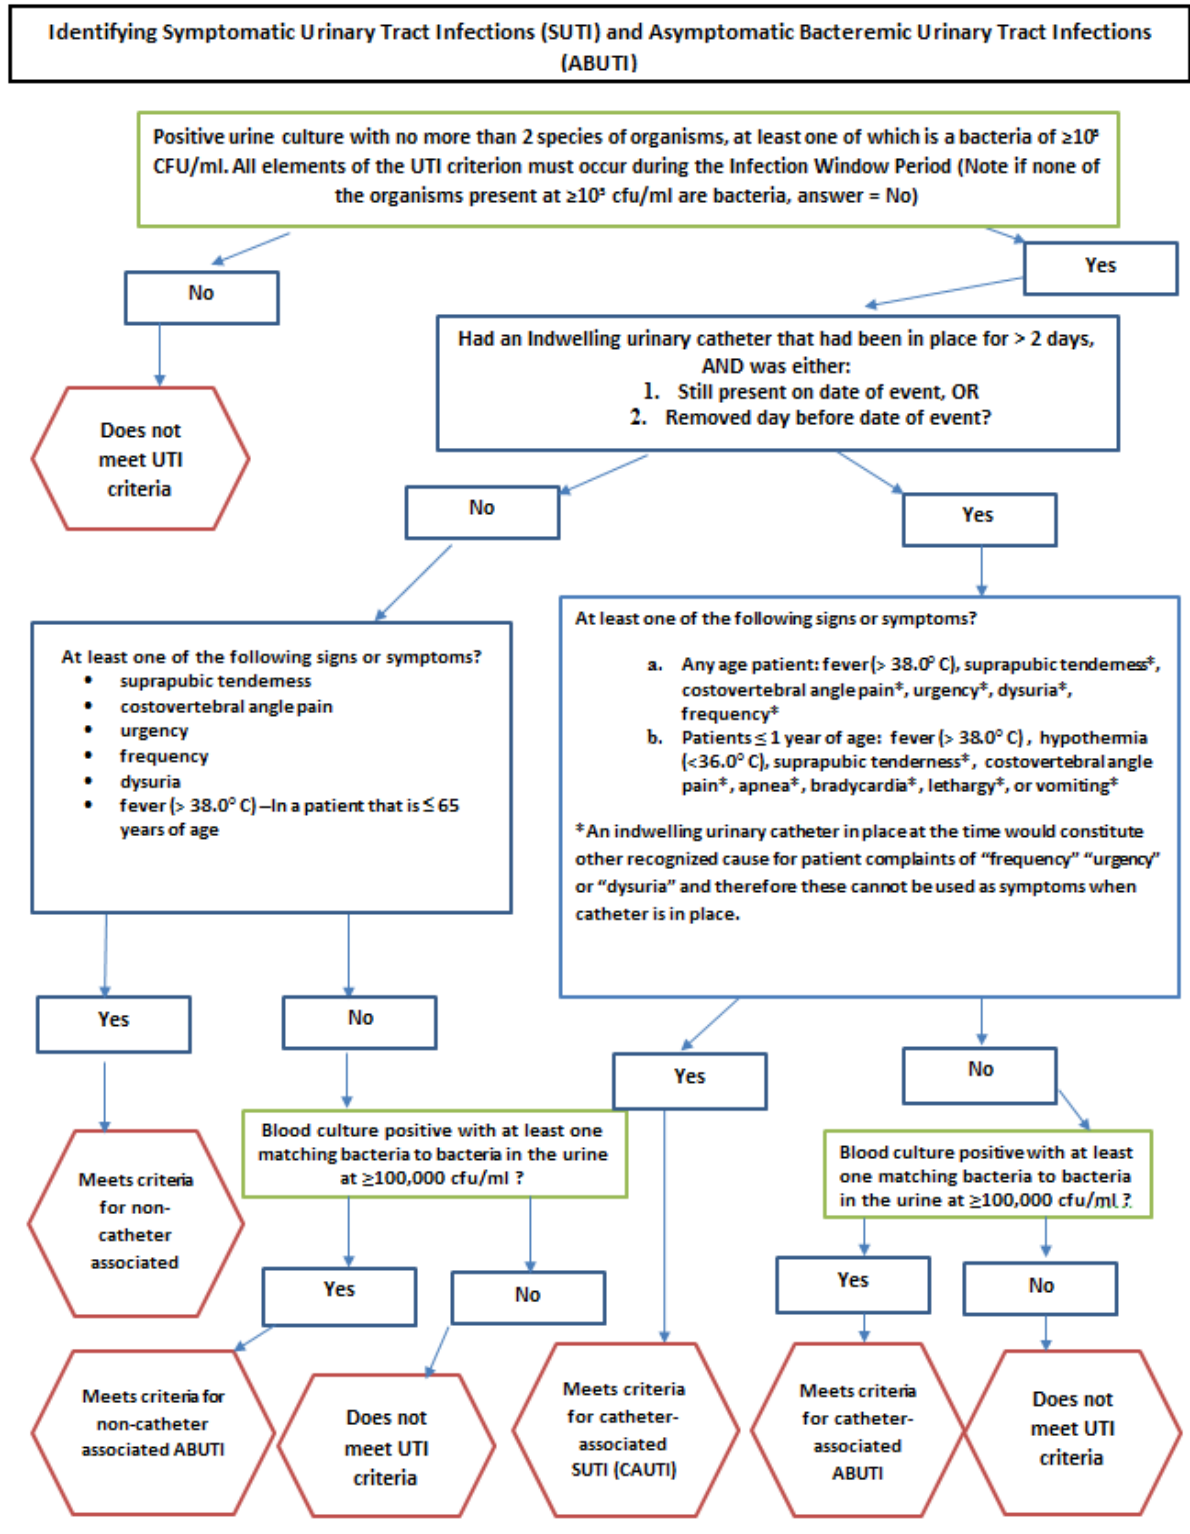 Identifying Symptomatic Urinary Tract Infections (SUTI) and Asymptomatic Bacteremic Urinary Tract Infections
(ABUTI)
Positive urine culture with no more than 2 species of organisms, at least one of which is a bacteria of ≥10⁵
CFU/ml. All elements of the UTI criterion must occur during the Infection Window Period (Note if none of
the organisms present at ≥10⁵ cfu/ml are bacteria, answer = No)
No
Yes
Does not
meet UTI
criteria
Had an Indwelling urinary catheter that had been in place for > 2 days,
AND was either:
1. Still present on date of event, OR
2. Removed day before date of event?
No
Yes
At least one of the following signs or symptoms?
• suprapubic tenderness
• costovertebral angle pain
• urgency
• frequency
• dysuria
• fever (> 38.0° C) –In a patient that is ≤ 65
years of age
At least one of the following signs or symptoms?
a. Any age patient: fever (> 38.0° C), suprapubic tenderness*,
costovertebral angle pain*, urgency*, dysuria*,
frequency*
b. Patients ≤ 1 year of age: fever (> 38.0° C) , hypothermia
(<36.0° C), suprapubic tenderness*, costovertebral angle
pain*, apnea*, bradycardia*, lethargy*, or vomiting*
*An indwelling urinary catheter in place at the time would constitute
other recognized cause for patient complaints of “frequency” “urgency”
or “dysuria” and therefore these cannot be used as symptoms when
catheter is in place.
Yes
No
Yes
No
Meets criteria
for non-
catheter
associated
Blood culture positive with at least one
matching bacteria to bacteria in the urine
at ≥100,000 cfu/ml ?
Blood culture positive with at least
one matching bacteria to bacteria
in the urine at ≥100,000 cfu/ml ?
Yes
No
Yes
No
Meets criteria for
non-catheter
associated ABUTI
Does not
meet UTI
criteria
Meets criteria
for catheter-
associated
SUTI (CAUTI)
Meets criteria
for catheter-
associated
ABUTI
Does not
meet UTI
criteria